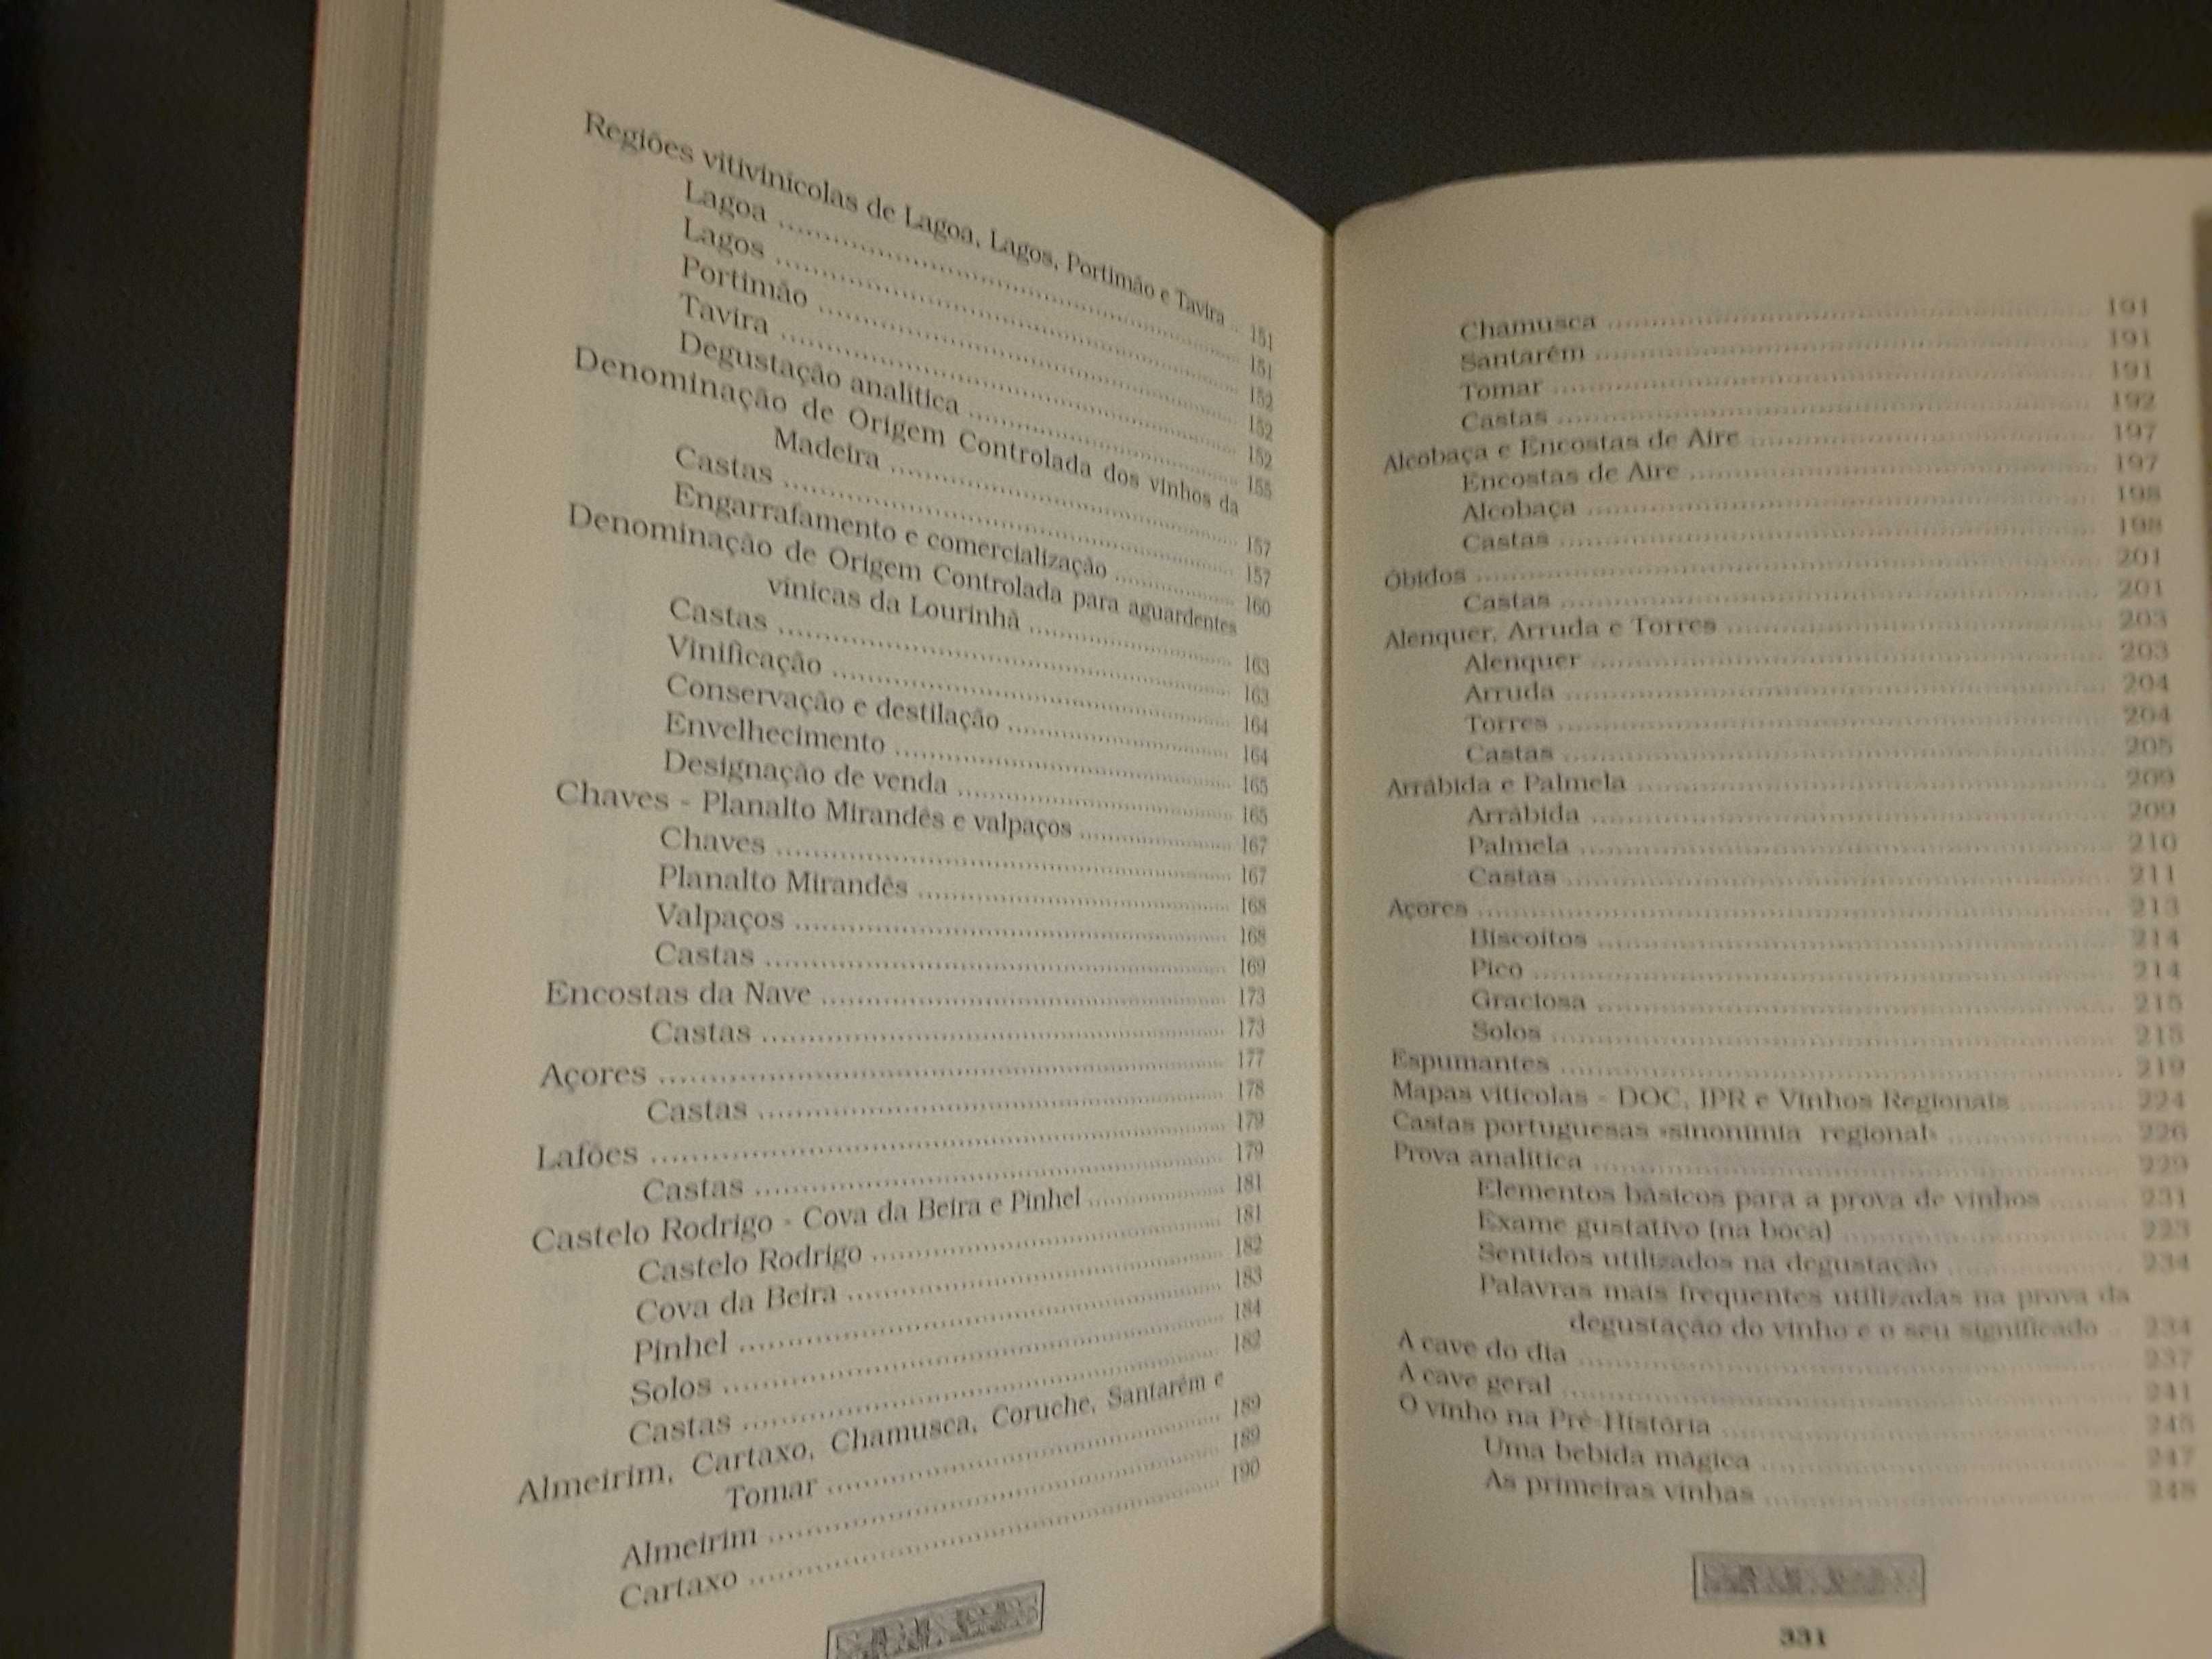 Regiões vitivinícolas de Lagoa, Lagos, Portimão e Tavira .. 151
Lagoa ........ 151
Lagos ........ 152
Portimão ........ 152
Tavira ........ 152
Degustação analítica ........ 155
Denominação de Origem Controlada dos vinhos da
Madeira ........ 157
Castas ........ 157
Engarrafamento e comercialização ........ 160
Denominação de Origem Controlada para aguardentes
vínicas da Lourinhã ........ 163
Castas ........ 163
Vinificação ........ 164
Conservação e destilação ........ 164
Envelhecimento ........ 165
Designação de venda ........ 165
Chaves - Planalto Mirandês e valpaços ........ 167
Chaves ........ 167
Planalto Mirandês ........ 168
Valpaços ........ 168
Castas ........ 169
Encostas da Nave ........ 173
Castas ........ 173
Açores ........ 177
Castas ........ 178
Lafões ........ 179
Castas ........ 179
Castelo Rodrigo - Cova da Beira e Pinhel ........ 181
Castelo Rodrigo ........ 181
Cova da Beira ........ 182
Pinhel ........ 183
Solos ........ 184
Castas ........ 182
Almeirim, Cartaxo, Chamusca, Coruche, Santarém e
Tomar ........ 189
Almeirim ........ 189
Cartaxo ........ 190
Chamusca ........ 191
Santarém ........ 191
Tomar ........ 191
Castas ........ 192
Alcobaça e Encostas de Aire ........ 197
Encostas de Aire ........ 197
Alcobaça ........ 198
Castas ........ 198
Óbidos ........ 201
Castas ........ 201
Alenquer, Arruda e Torres ........ 203
Alenquer ........ 203
Arruda ........ 204
Torres ........ 204
Castas ........ 205
Arrábida e Palmela ........ 209
Arrábida ........ 209
Palmela ........ 210
Castas ........ 211
Açores ........ 213
Biscoitos ........ 214
Pico ........ 214
Graciosa ........ 215
Solos ........ 215
Espumantes ........ 219
Mapas vitícolas - DOC, IPR e Vinhos Regionais ........ 224
Castas portuguesas «sinonímia regional» ........ 226
Prova analítica ........ 229
Elementos básicos para a prova de vinhos ........ 231
Exame gustativo (na boca) ........ 223
Sentidos utilizados na degustação ........ 234
Palavras mais frequentes utilizadas na prova da
degustação do vinho e o seu significado .. 234
A cave do dia ........ 237
A cave geral ........ 241
O vinho na Pré-História ........ 245
Uma bebida mágica ........ 247
As primeiras vinhas ........ 248
331